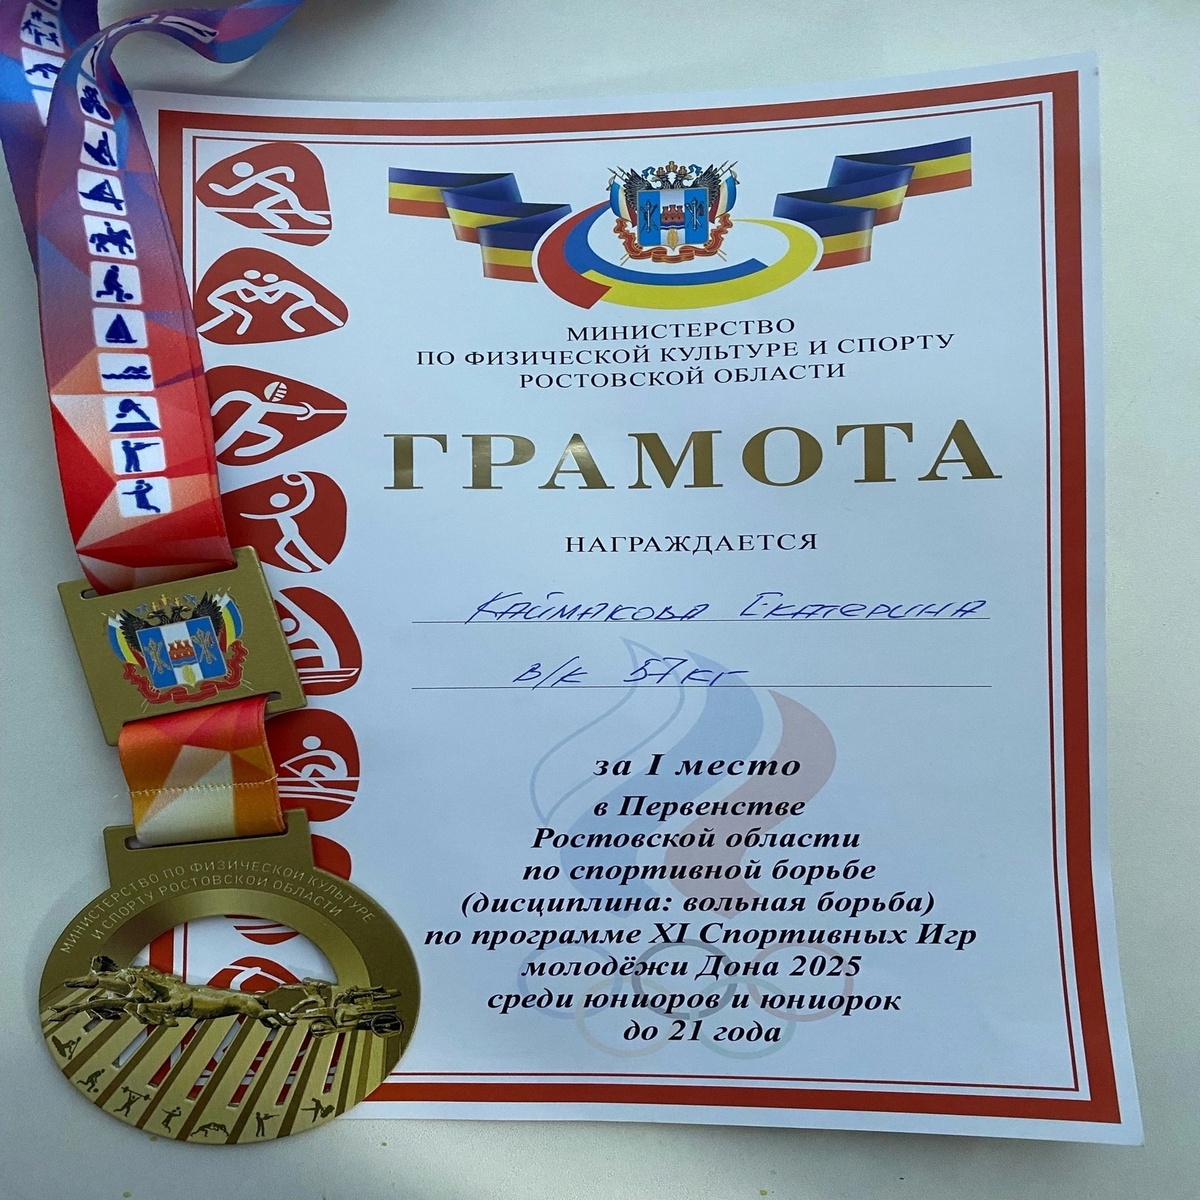 МИНИСТЕРСТВО
ПО ФИЗИЧЕСКОЙ КУЛЬТУРЕ И СПОРТУ
РОСТОВСКОЙ ОБЛАСТИ
ГРАМОТА
НАГРАЖДАЕТСЯ
Каймакова Екатерина
в/к 57кг
за I место
в Первенстве
Ростовской области
по спортивной борьбе
(дисциплина: вольная борьба)
по программе XI Спортивных Игр
молодёжи Дона 2025
среди юниоров и юниорок
до 21 года
МИНИСТЕРСТВО ПО ФИЗИЧЕСКОЙ КУЛЬТУРЕ
И СПОРТУ РОСТОВСКОЙ ОБЛАСТИ